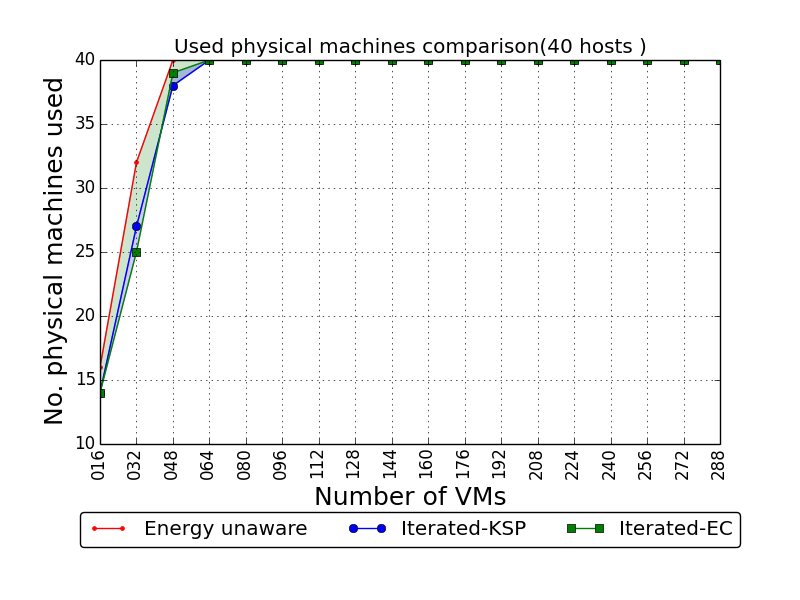 Used physical machines comparison(40 hosts )
No. physical machines used
40
35
30
25
20
15
10
016 032 048 064 080 096 112 128 144 160 176 192 208 224 240 256 272 288
Number of VMs
Energy unaware Iterated-KSP Iterated-EC